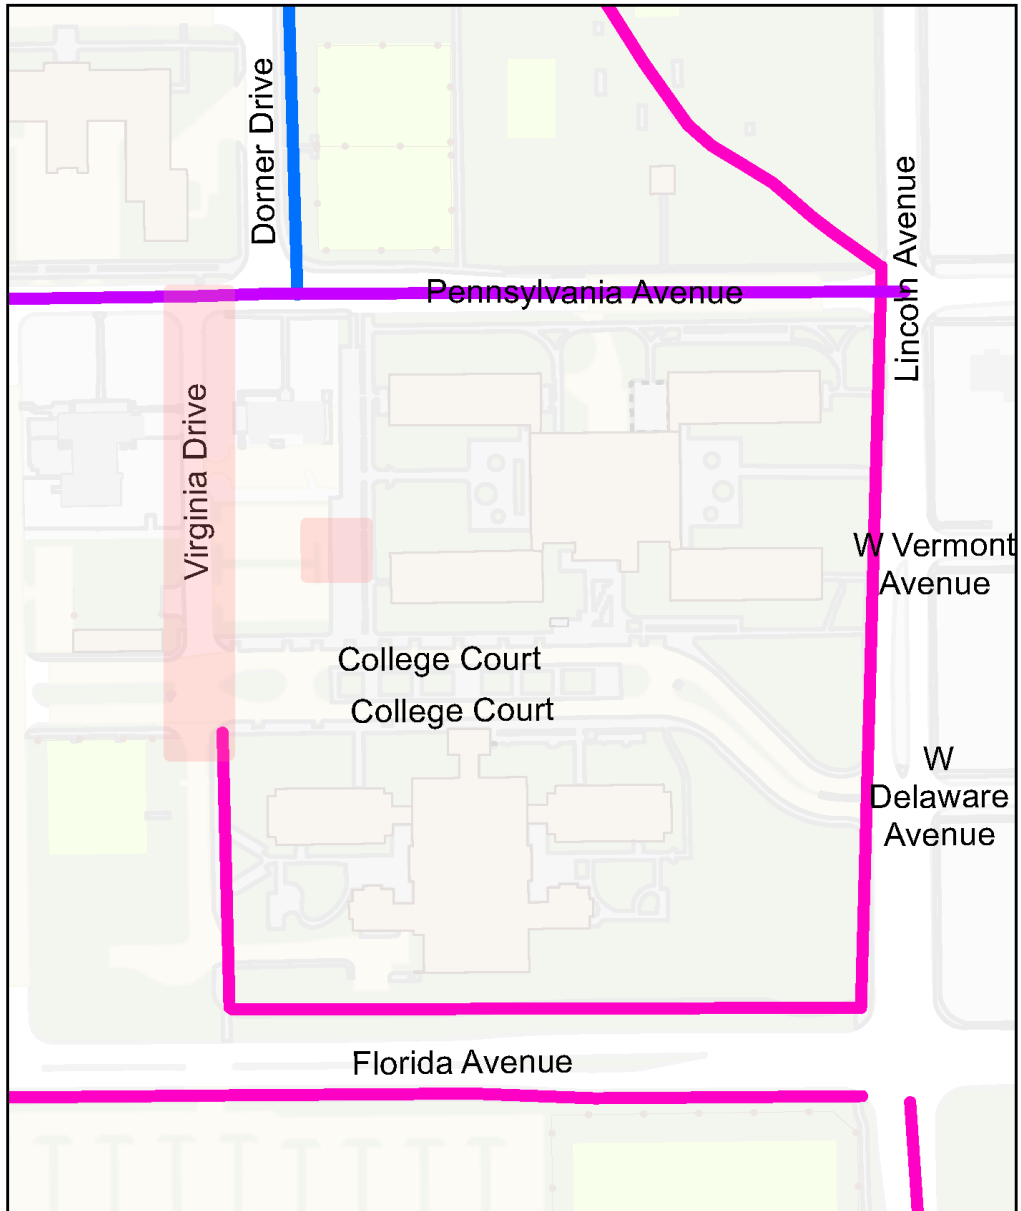 Dorner Drive
Lincoln Avenue
Pennsylvania Avenue
Virginia Drive
W Vermont
Avenue
College Court
College Court
W
Delaware
Avenue
Florida Avenue